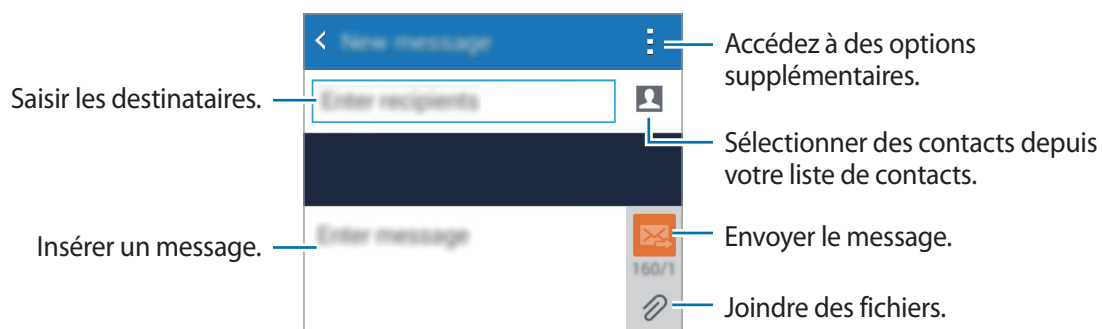 New message
Accédez à des options
supplémentaires.
Saisir les destinataires.
Enter recipients
Sélectionner des contacts depuis
votre liste de contacts.
Insérer un message.
Enter message
Envoyer le message.
160/1
Joindre des fichiers.